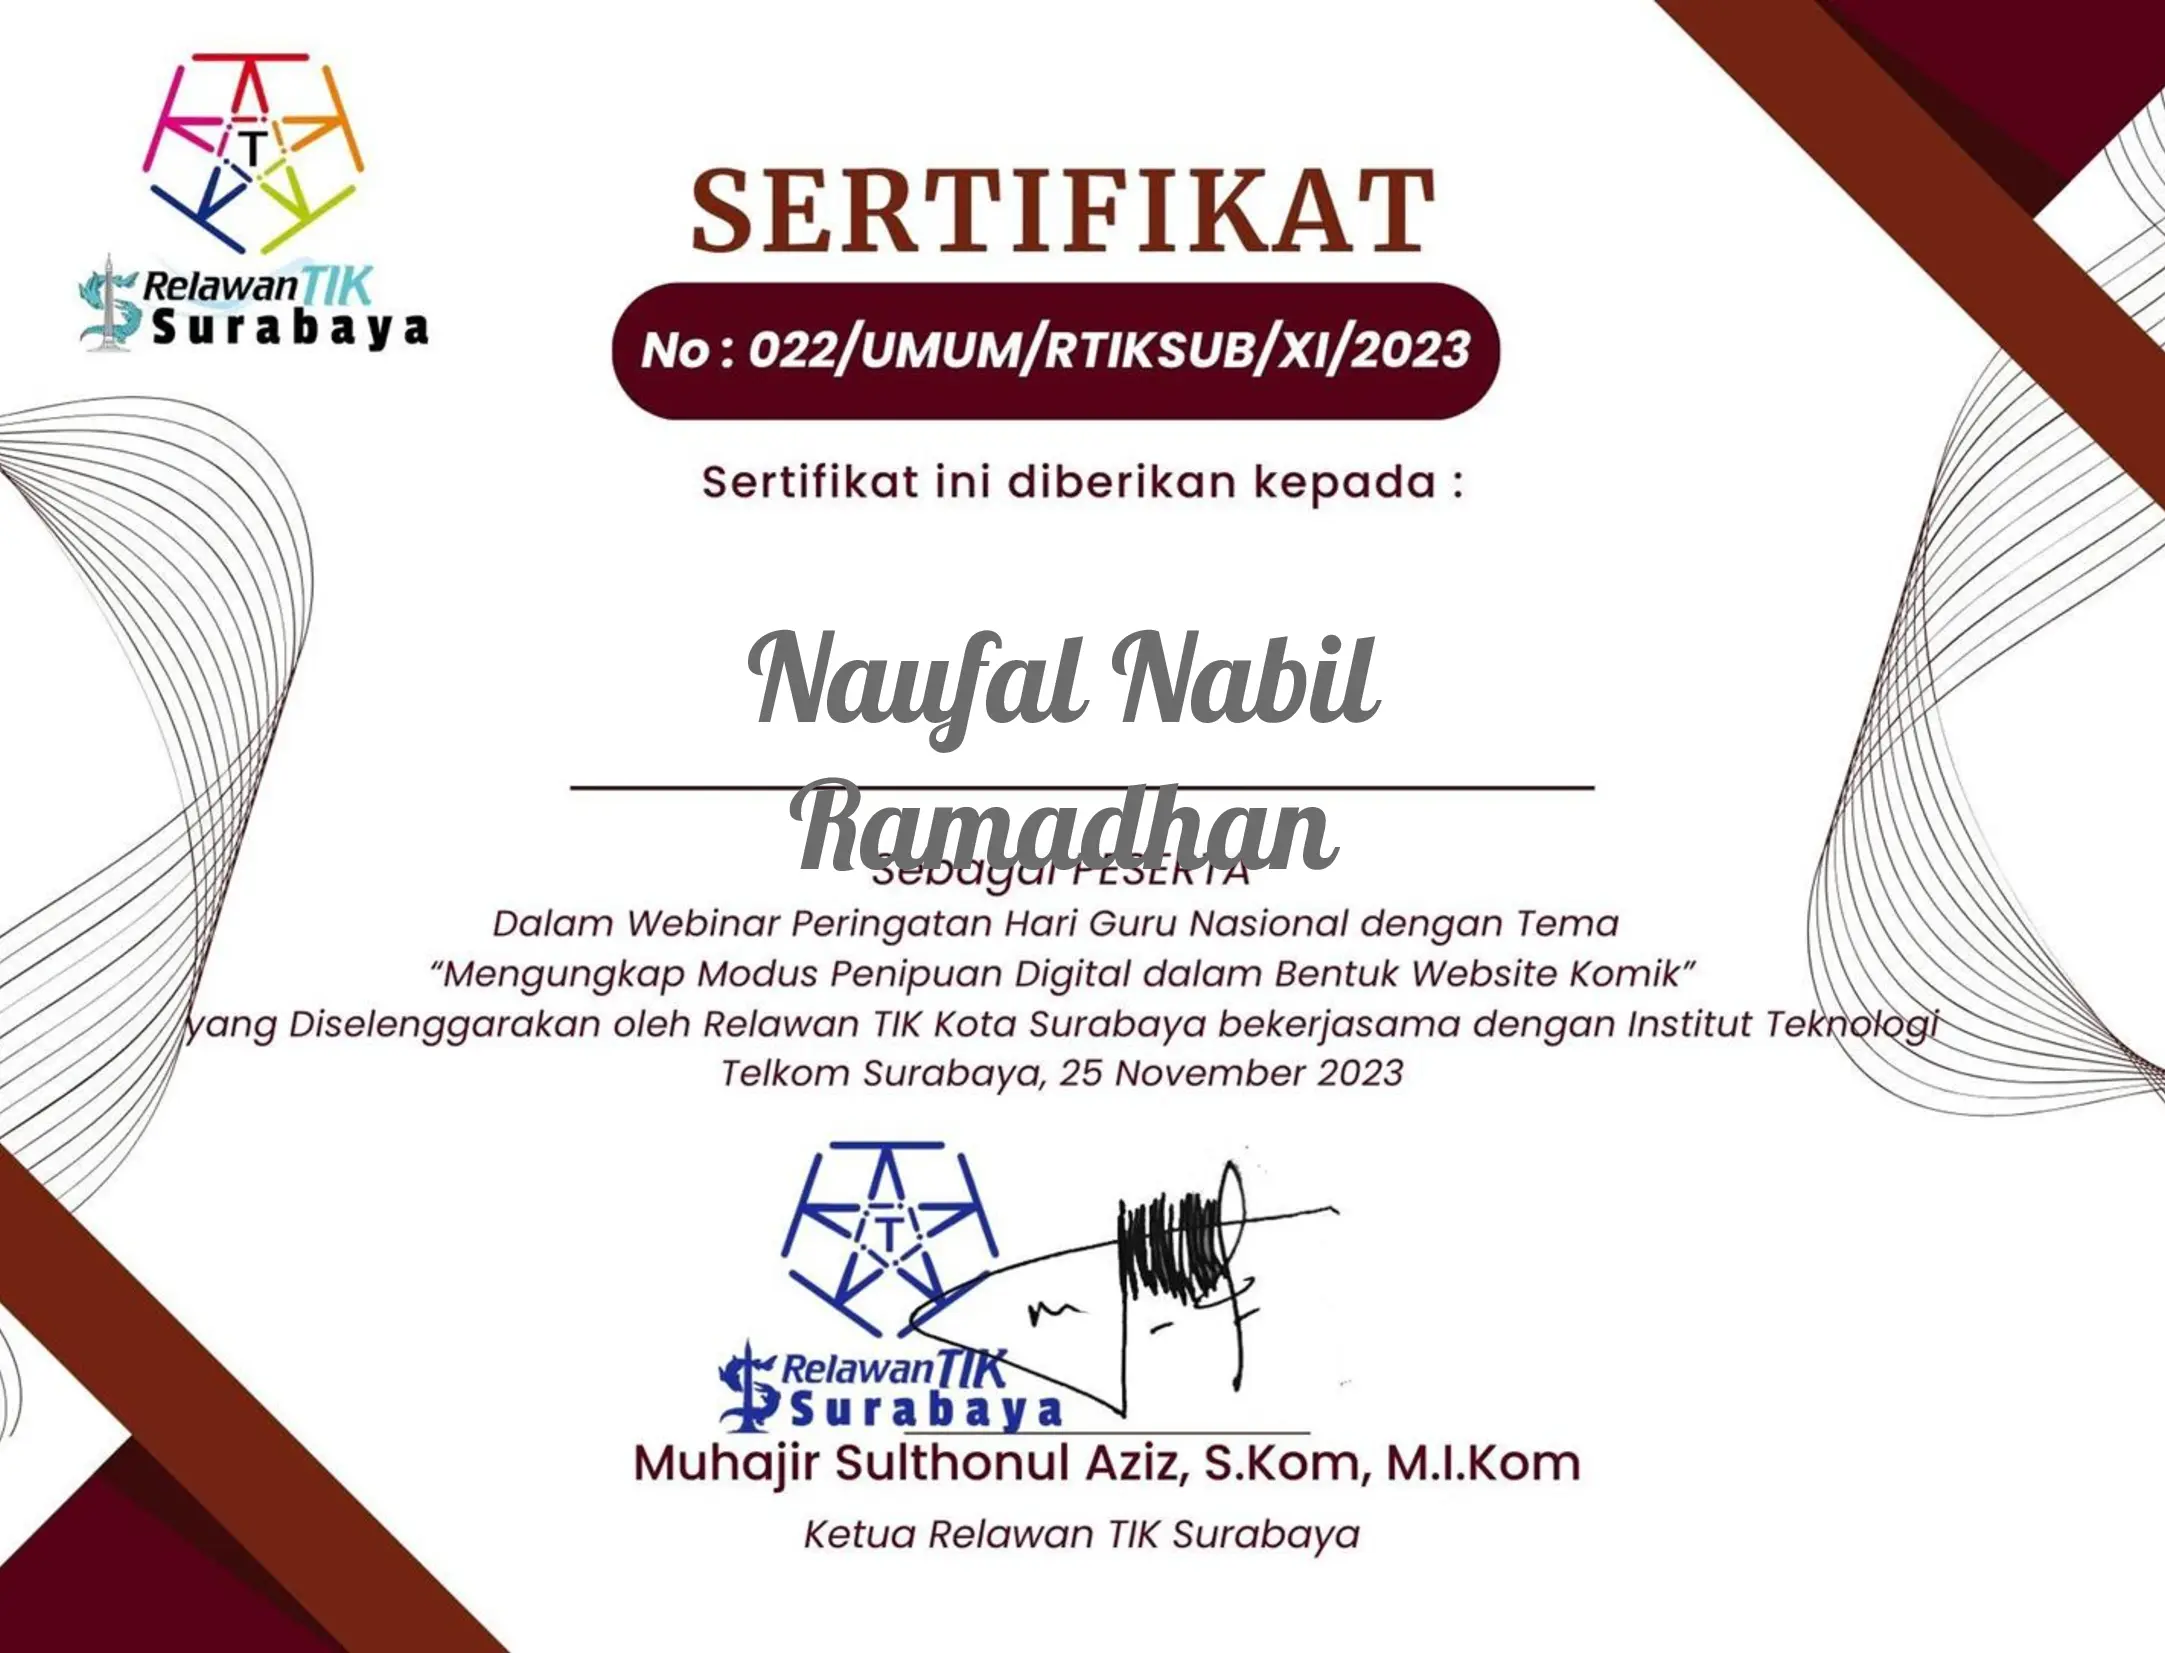 T
RelawanTIK
Surabaya
SERTIFIKAT
No : 022/UMUM/RTIKSUB/XI/2023
Sertifikat ini diberikan kepada :
Naufal Nabil
Ramadhan
Sebagai PESERTA
Dalam Webinar Peringatan Hari Guru Nasional dengan Tema
“Mengungkap Modus Penipuan Digital dalam Bentuk Website Komik”
yang Diselenggarakan oleh Relawan TIK Kota Surabaya bekerjasama dengan Institut Teknologi
Telkom Surabaya, 25 November 2023
T
RelawanTIK
Surabaya
Muhajir Sulthonul Aziz, S.Kom, M.I.Kom
Ketua Relawan TIK Surabaya